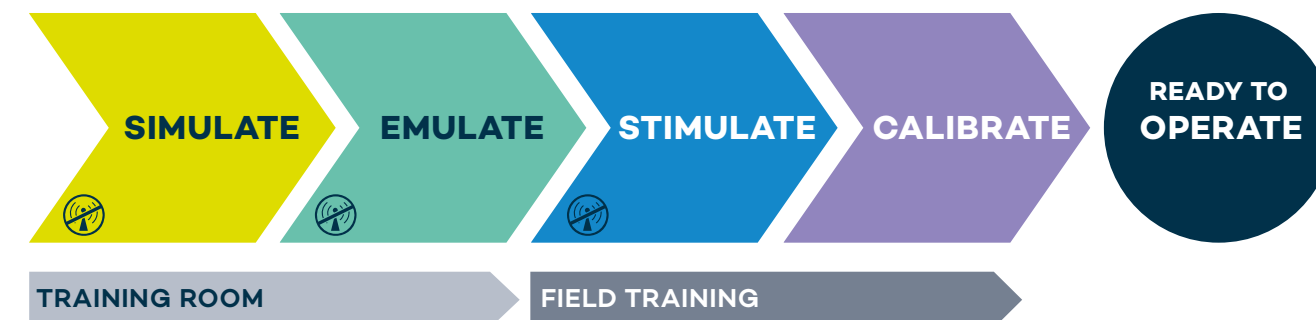 SIMULATE
EMULATE
STIMULATE
CALIBRATE
READY TO
OPERATE
TRAINING ROOM
FIELD TRAINING